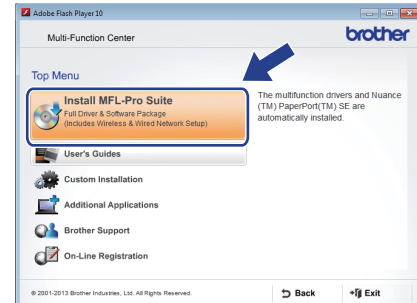 Adobe Flash Player 10
Multi-Function Center
brother
Top Menu
Install MFL-Pro Suite
Full Driver & Software Package
(Includes Wireless & Wired Network Setup)
The multifunction drivers and Nuance
(TM) PaperPort(TM) SE are
automatically installed.
User's Guides
Custom Installation
Additional Applications
Brother Support
On-Line Registration
© 2001-2013 Brother Industries, Ltd. All Rights Reserved.
Back
Exit